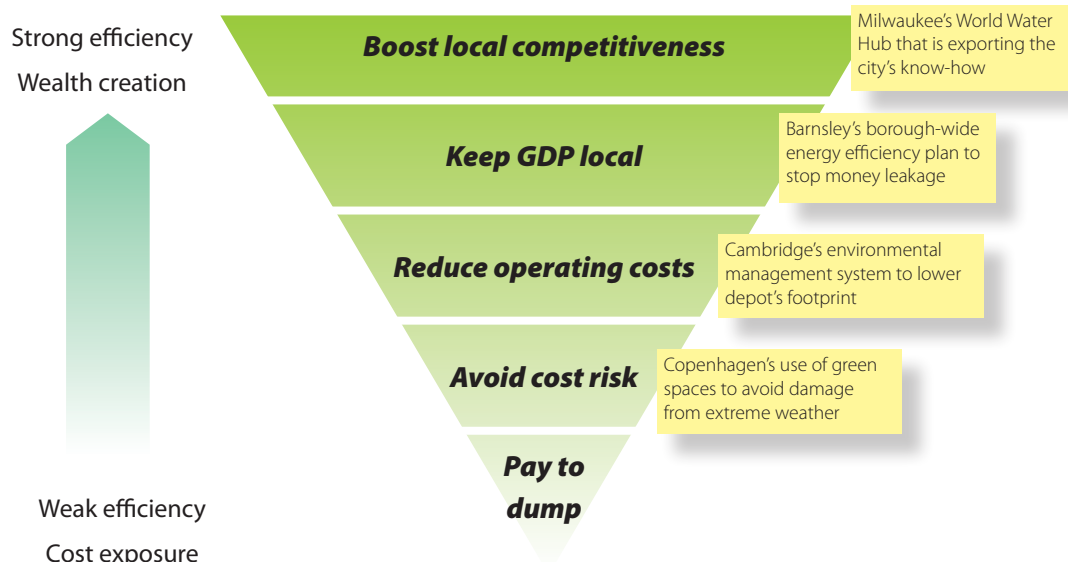 Strong efficiency
Wealth creation
Boost local competitiveness
Milwaukee's World Water
Hub that is exporting the
city's know-how
Keep GDP local
Barnsley's borough-wide
energy efficiency plan to
stop money leakage
Reduce operating costs
Cambridge's environmental
management system to lower
depot's footprint
Avoid cost risk
Copenhagen's use of green
spaces to avoid damage
from extreme weather
Pay to
dump
Weak efficiency
Cost exposure